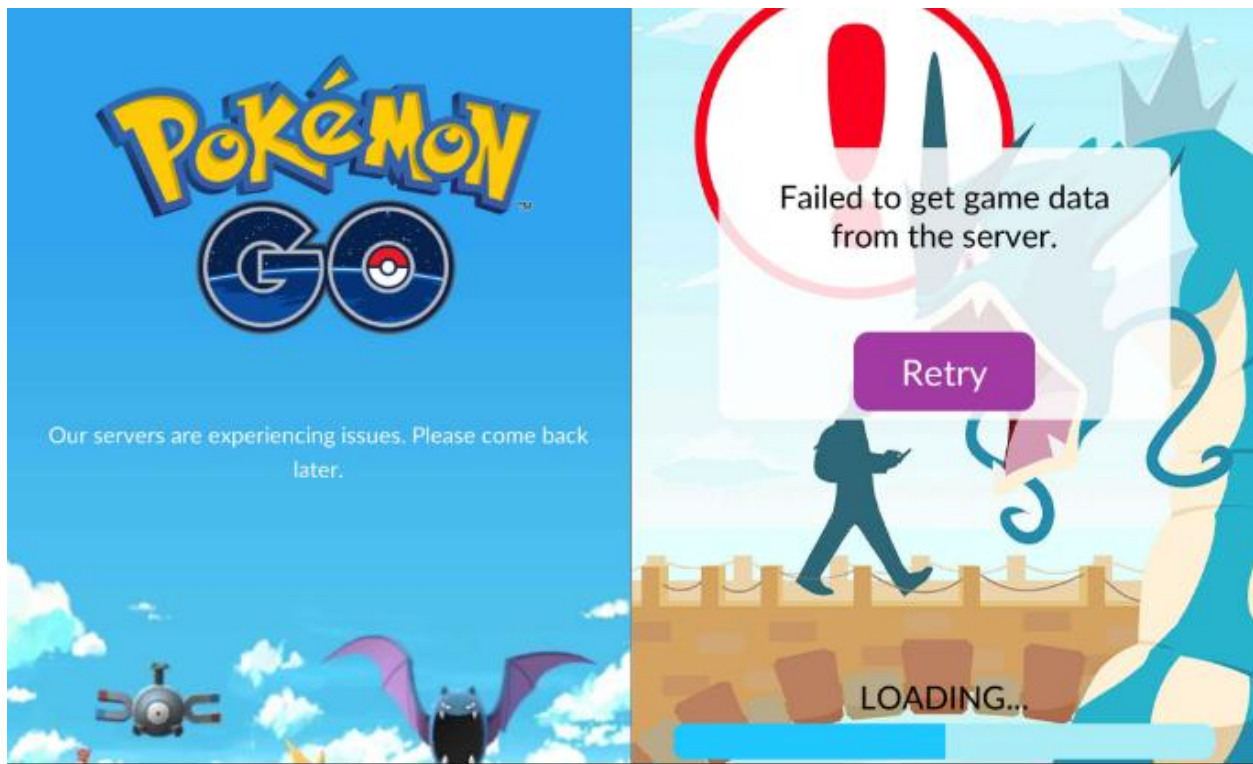 POKéMON
TM
GO
Our servers are experiencing issues. Please come back
later.
Failed to get game data
from the server.
Retry
LOADING...